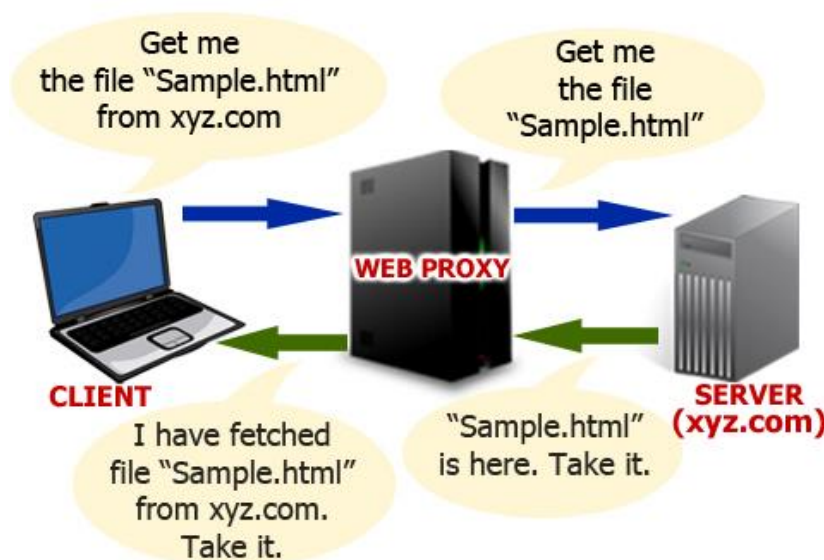 Get me
the file “Sample.html”
from xyz.com
Get me
the file
“Sample.html”
WEB PROXY
CLIENT
SERVER
(xyz.com)
I have fetched
file “Sample.html”
from xyz.com.
Take it.
“Sample.html”
is here. Take it.